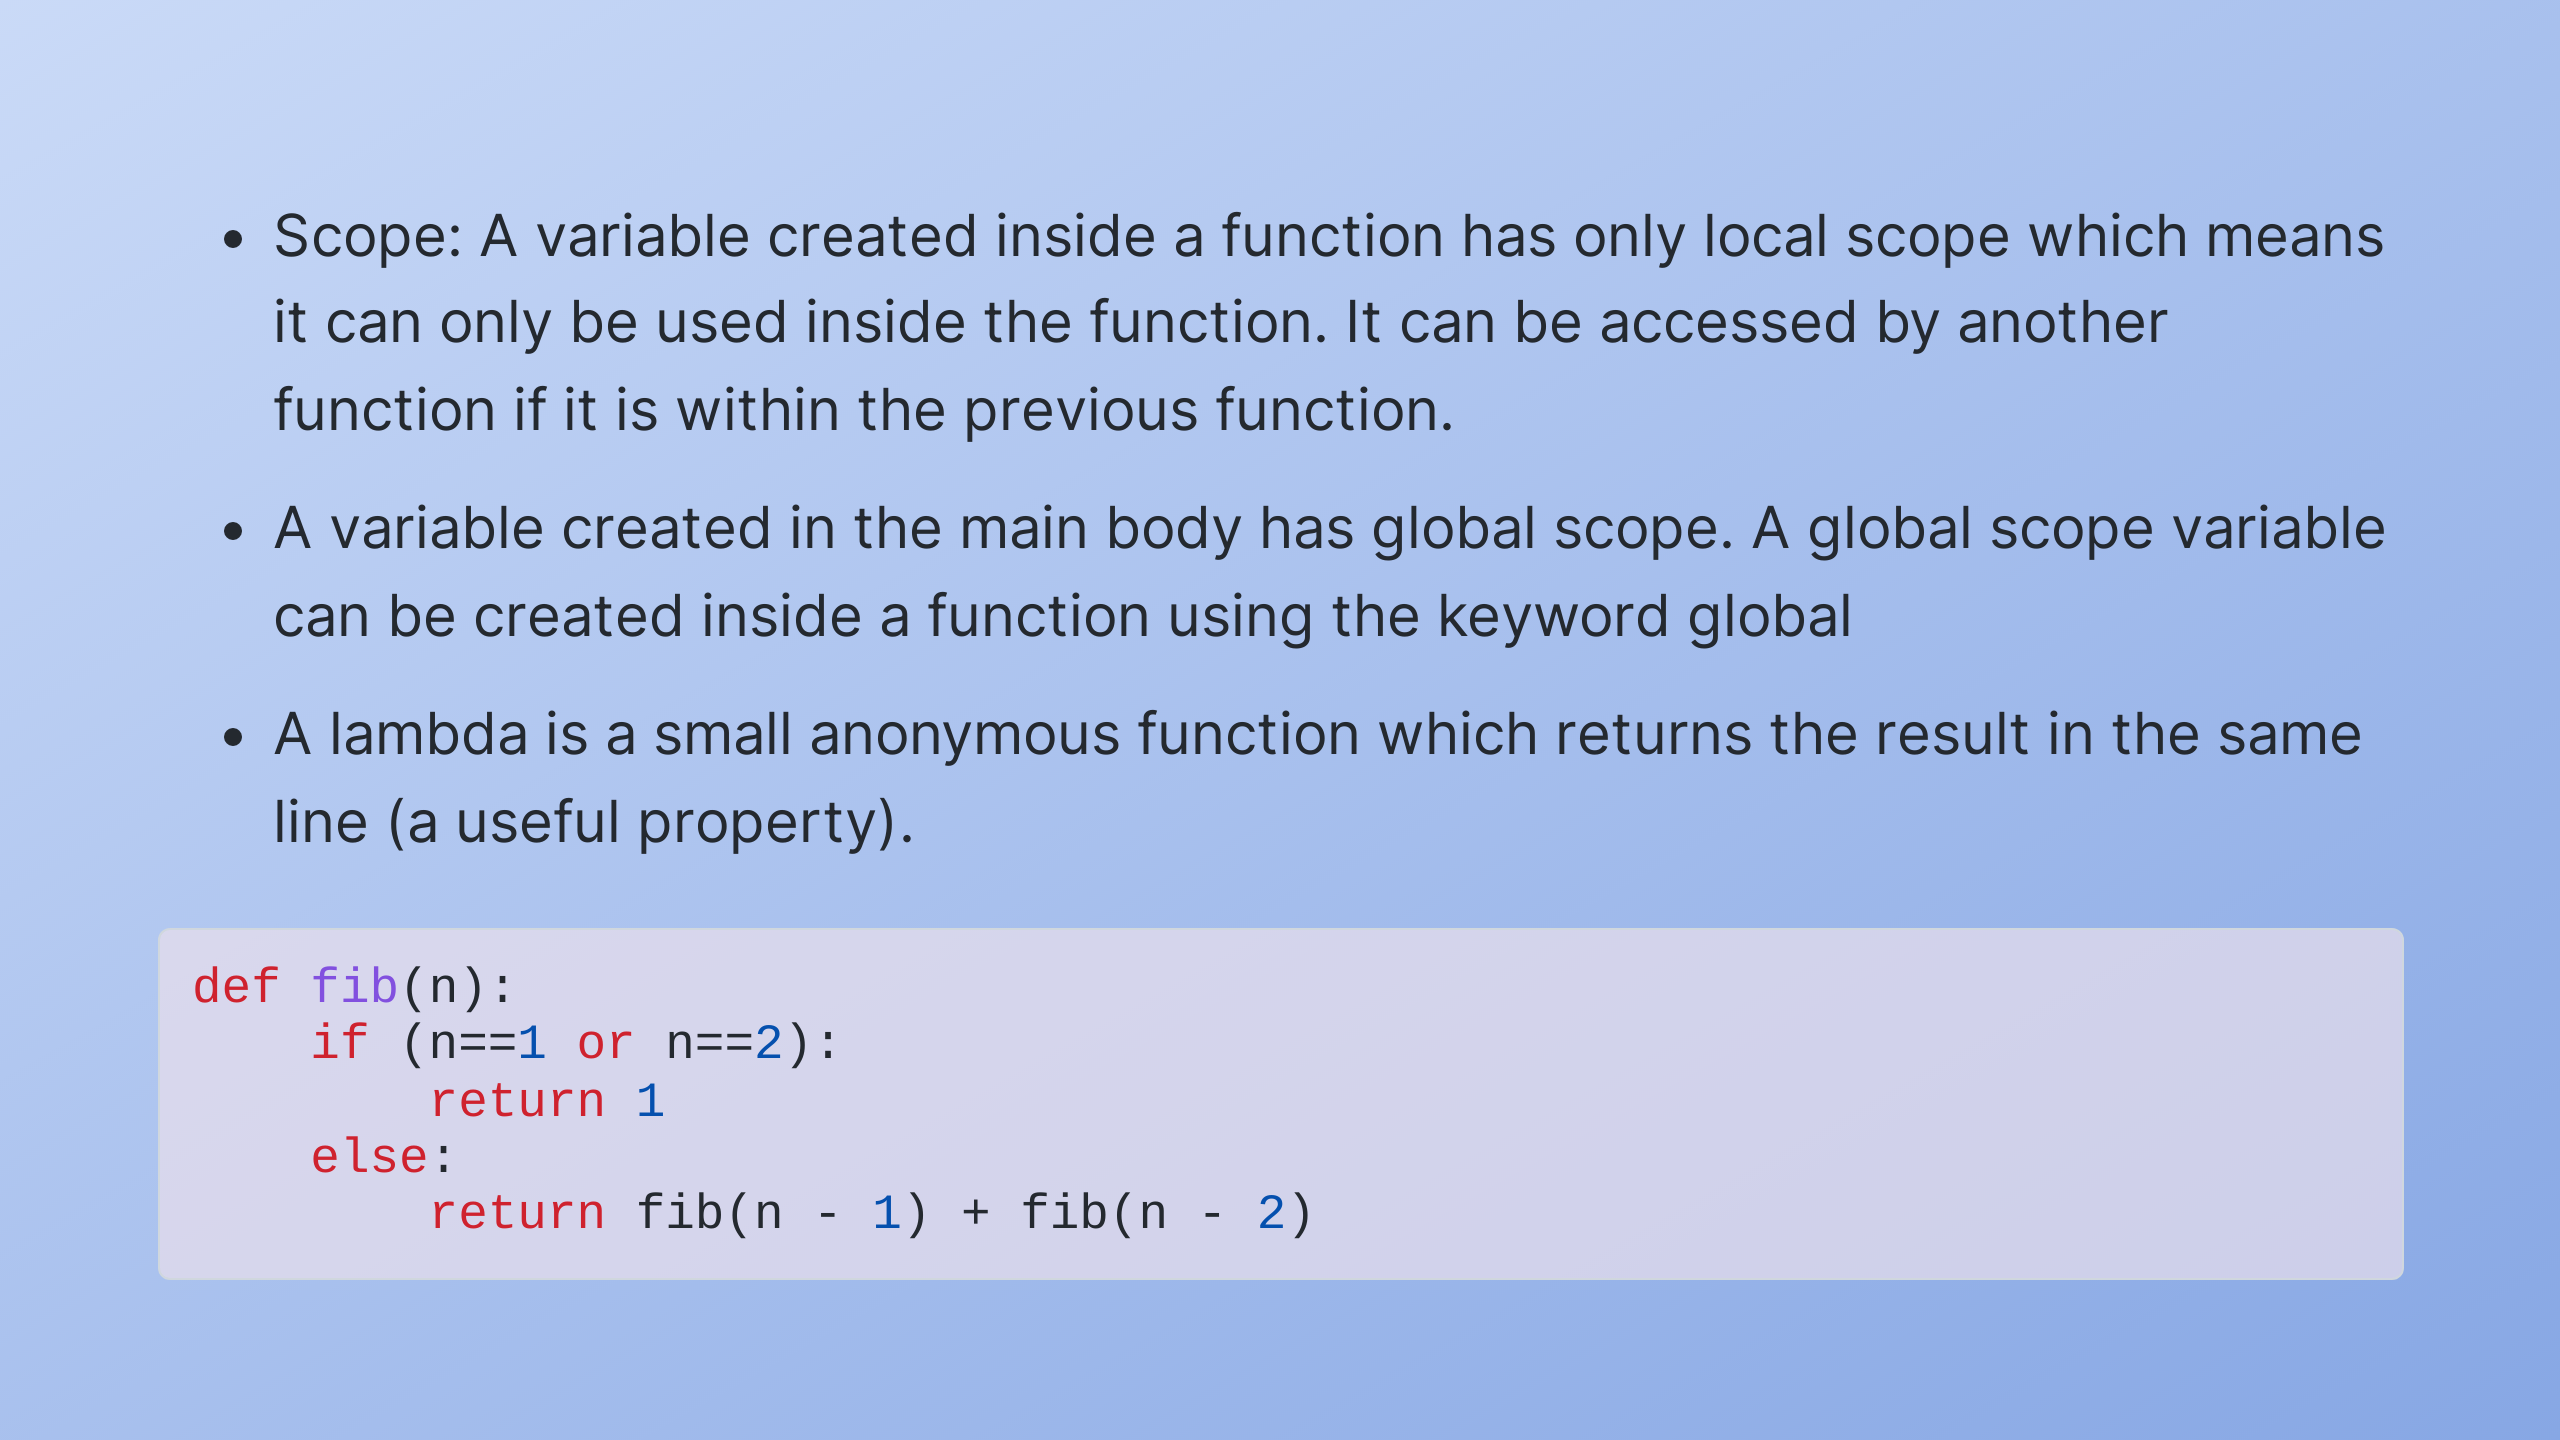 • Scope: A variable created inside a function has only local scope which means
it can only be used inside the function. It can be accessed by another
function if it is within the previous function.
• A variable created in the main body has global scope. A global scope variable
can be created inside a function using the keyword global
• A lambda is a small anonymous function which returns the result in the same
line (a useful property).
def fib(n):
    if (n==1 or n==2):
        return 1
    else:
        return fib(n - 1) + fib(n - 2)